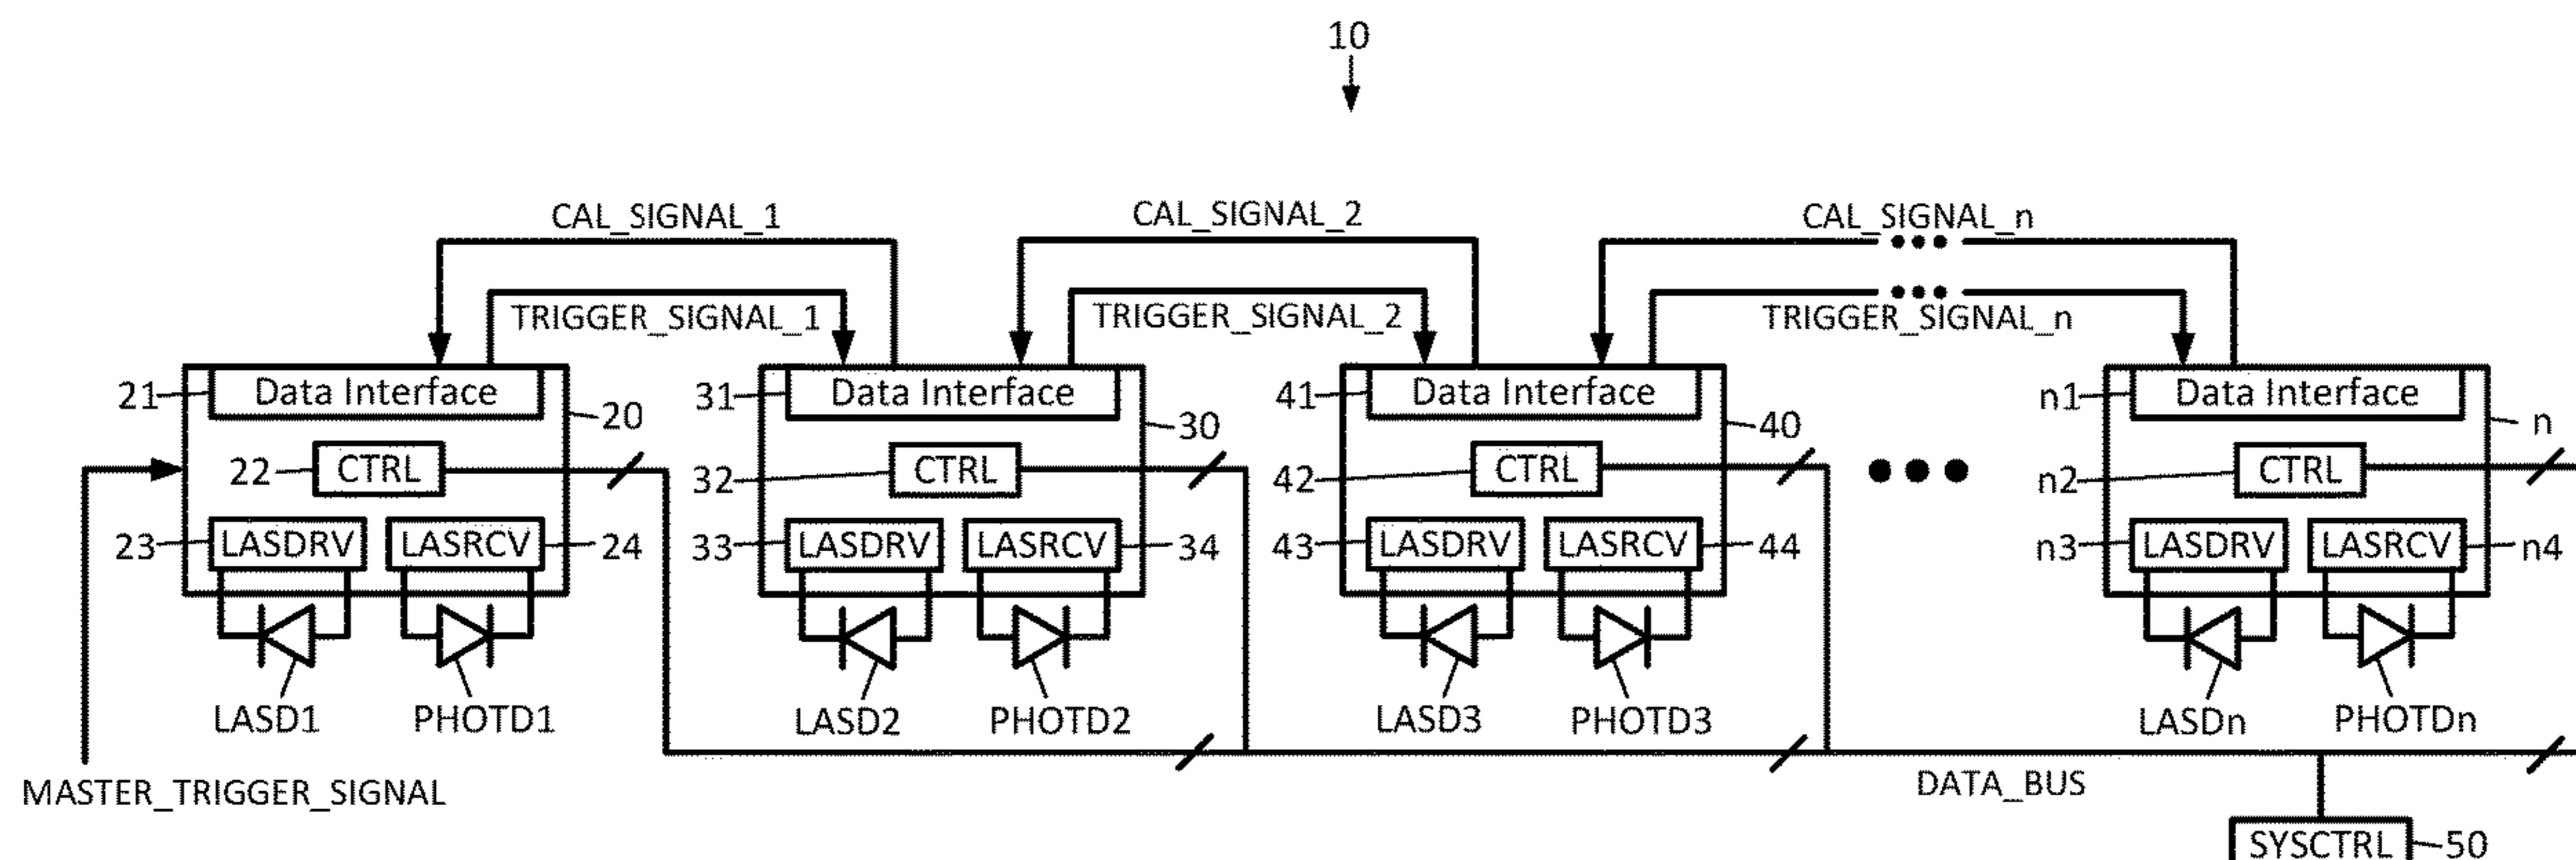 10
CAL_SIGNAL_1 CAL_SIGNAL_2 CAL_SIGNAL_n
TRIGGER_SIGNAL_1 TRIGGER_SIGNAL_2 TRIGGER_SIGNAL_n
21 Data Interface 20 31 Data Interface 30 41 Data Interface 40 n1 Data Interface n
22 CTRL 32 CTRL 42 CTRL n2 CTRL
23 LASDRV LASRCV 24 33 LASDRV LASRCV 34 43 LASDRV LASRCV 44 n3 LASDRV LASRCV n4
LASD1 PHOTD1 LASD2 PHOTD2 LASD3 PHOTD3 LASDn PHOTDn
MASTER_TRIGGER_SIGNAL DATA_BUS
SYSCTRL 50